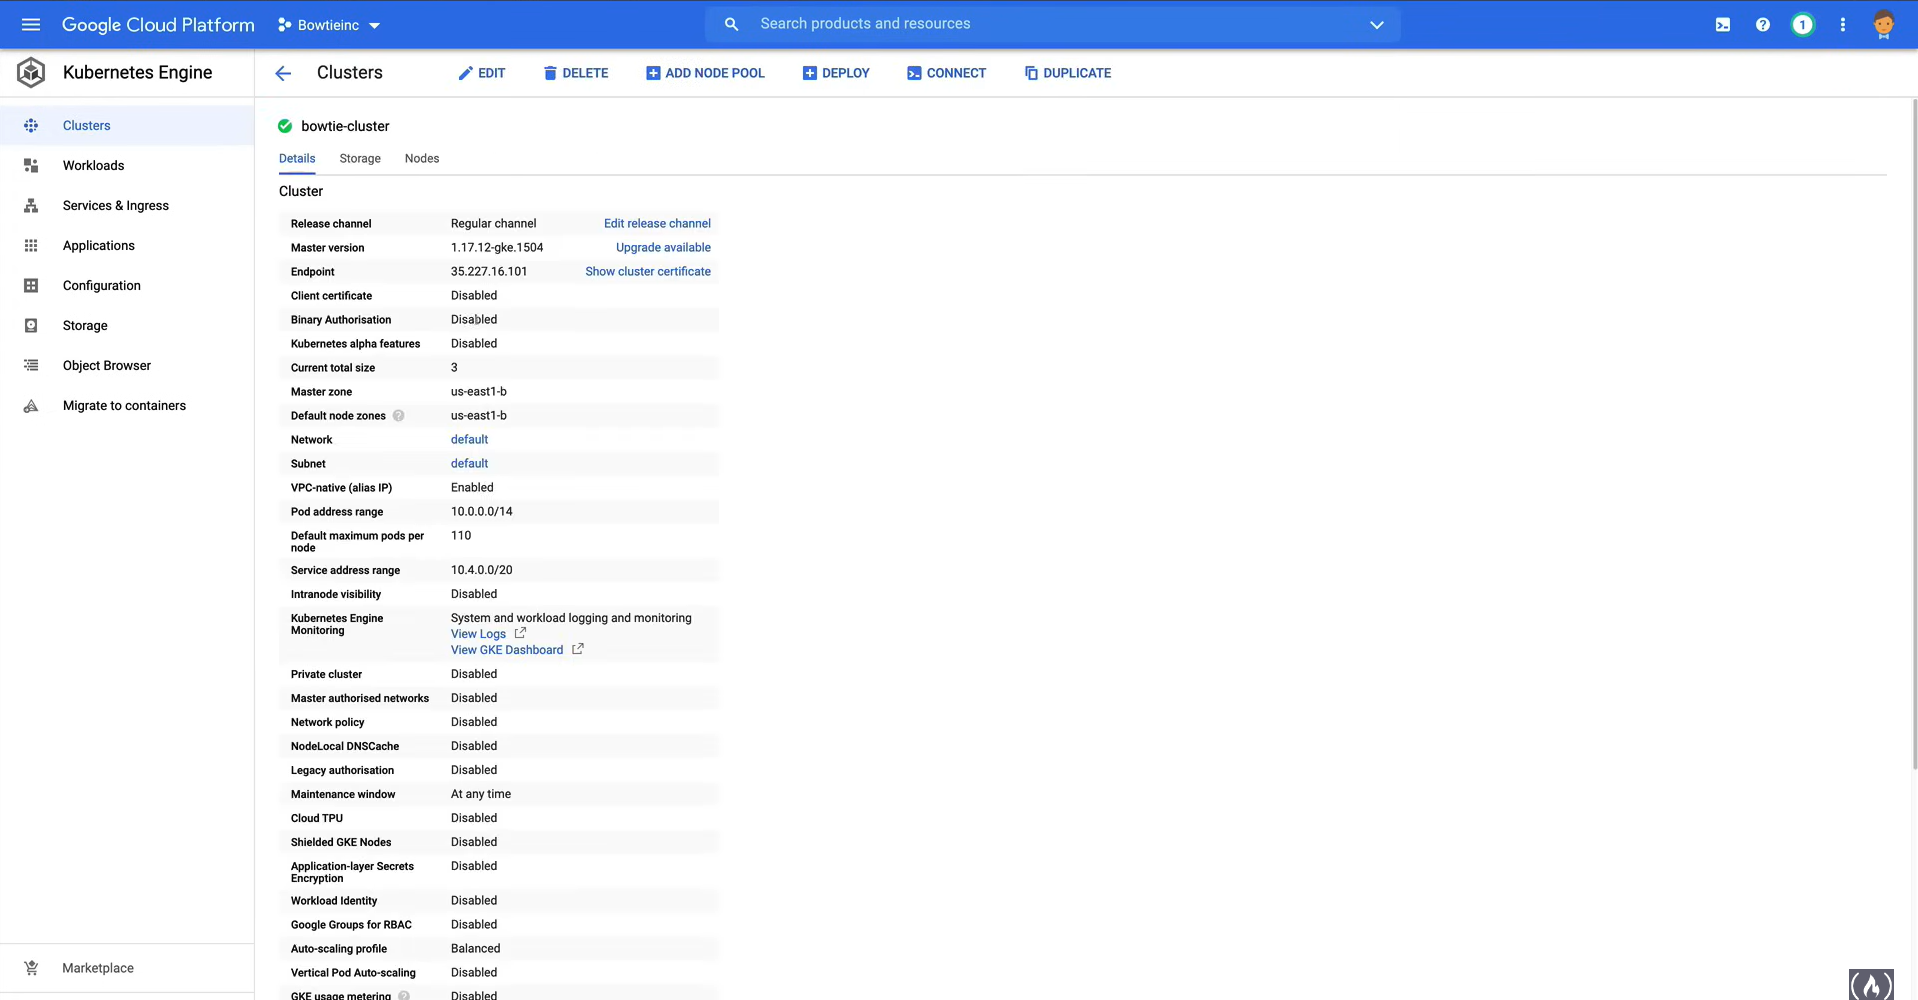 Google Cloud Platform Bowtieinc Search products and resources 1
Kubernetes Engine Clusters EDIT DELETE ADD NODE POOL DEPLOY CONNECT DUPLICATE
Clusters
Workloads
Services & Ingress
Applications
Configuration
Storage
Object Browser
Migrate to containers
Marketplace
bowtie-cluster
Details Storage Nodes
Cluster
Release channel Regular channel Edit release channel
Master version 1.17.12-gke.1504 Upgrade available
Endpoint 35.227.16.101 Show cluster certificate
Client certificate Disabled
Binary Authorisation Disabled
Kubernetes alpha features Disabled
Current total size 3
Master zone us-east1-b
Default node zones us-east1-b
Network default
Subnet default
VPC-native (alias IP) Enabled
Pod address range 10.0.0.0/14
Default maximum pods per 110
node
Service address range 10.4.0.0/20
Intranode visibility Disabled
Kubernetes Engine System and workload logging and monitoring
Monitoring View Logs
View GKE Dashboard
Private cluster Disabled
Master authorised networks Disabled
Network policy Disabled
NodeLocal DNSCache Disabled
Legacy authorisation Disabled
Maintenance window At any time
Cloud TPU Disabled
Shielded GKE Nodes Disabled
Application-layer Secrets Disabled
Encryption
Workload Identity Disabled
Google Groups for RBAC Disabled
Auto-scaling profile Balanced
Vertical Pod Auto-scaling Disabled
GKE usage metering Disabled